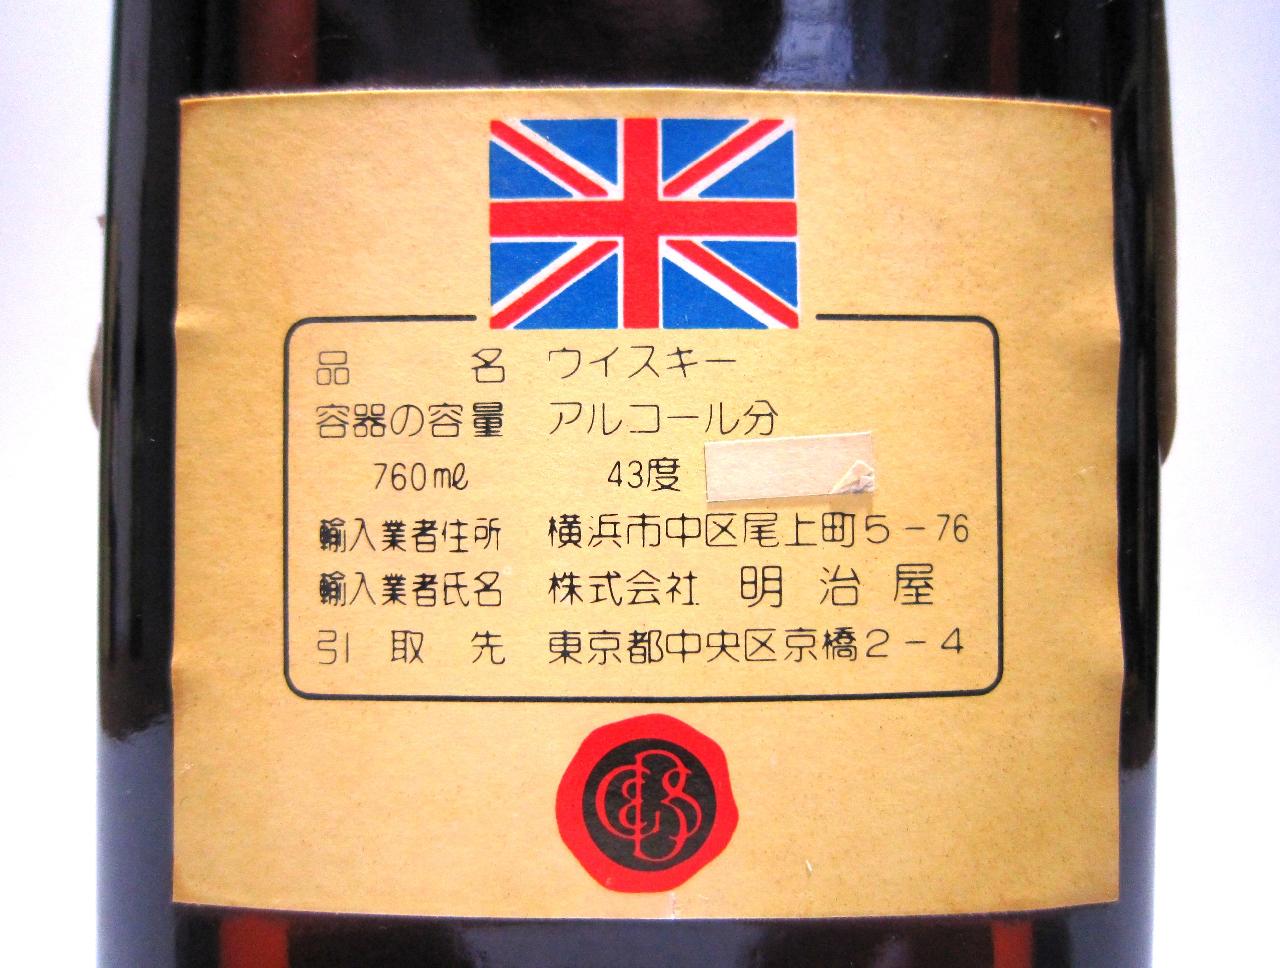 品名 ウイスキー
容器の容量 アルコール分
760ml 43度
輸入業者住所 横浜市中区尾上町5-76
輸入業者氏名 株式会社 明治屋
引取先 東京都中央区京橋2-4